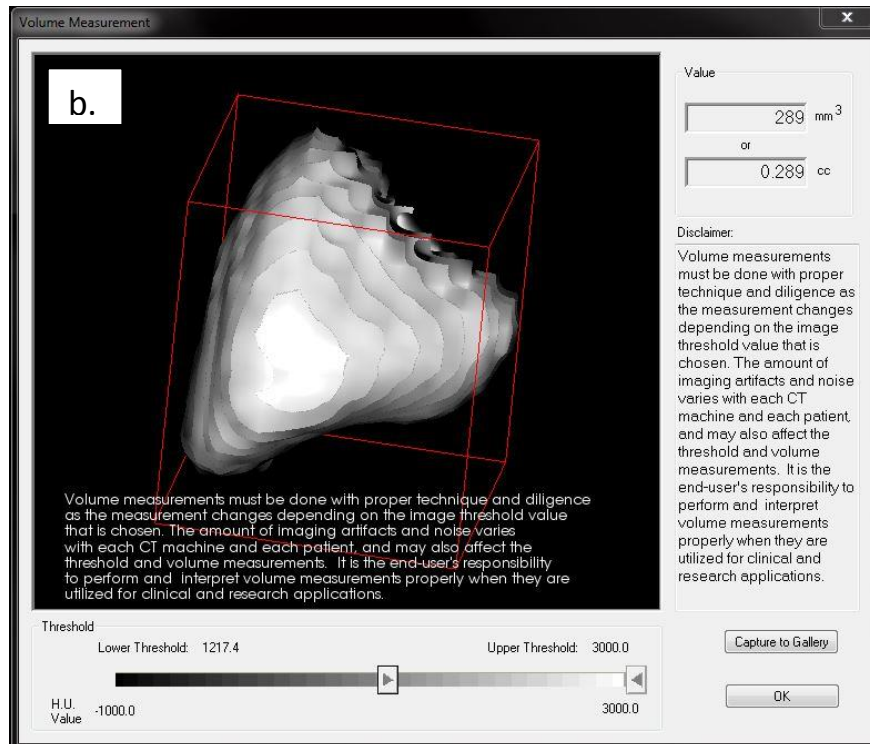 Volume Measurement
x
b.
Value
289 mm3
or
0.289 cc
Disclaimer:
Volume measurements
must be done with proper
technique and diligence as
the measurement changes
depending on the image
threshold value that is
chosen. The amount of
imaging artifacts and noise
varies with each CT
machine and each patient,
and may also affect the
threshold and volume
measurements. It is the
end-user's responsibility to
perform and interpret
volume measurements
properly when they are
utilized for clinical and
research applications.
Volume measurements must be done with proper technique and diligence
as the measurement changes depending on the image threshold value
that is chosen. The amount of imaging artifacts and noise varies
with each CT machine and each patient, and may also affect the
threshold and volume measurements. It is the end-user's responsibility
to perform and interpret volume measurements properly when they are
utilized for clinical and research applications.
Threshold
Lower Threshold: 1217.4 Upper Threshold: 3000.0
H.U.
Value
-1000.0 3000.0
Capture to Gallery
OK